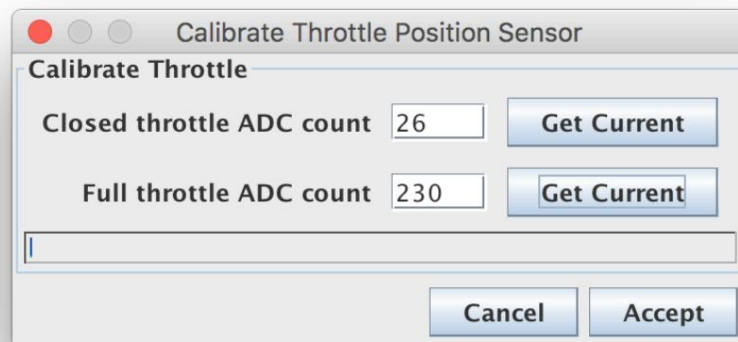 Calibrate Throttle Position Sensor
Calibrate Throttle
Closed throttle ADC count 26 Get Current
Full throttle ADC count 230 Get Current
Cancel Accept